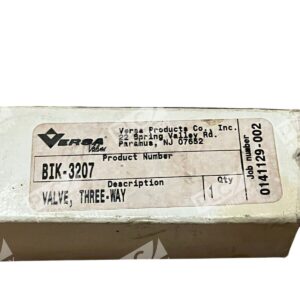 VERSA
Valves
Versa Products Co., Inc.
22 Spring Valley Rd.
Paramus, NJ 07652
Product Number
BIK-3207
Description
Qty
VALVE, THREE-WAY
1
Job number
0141129-002